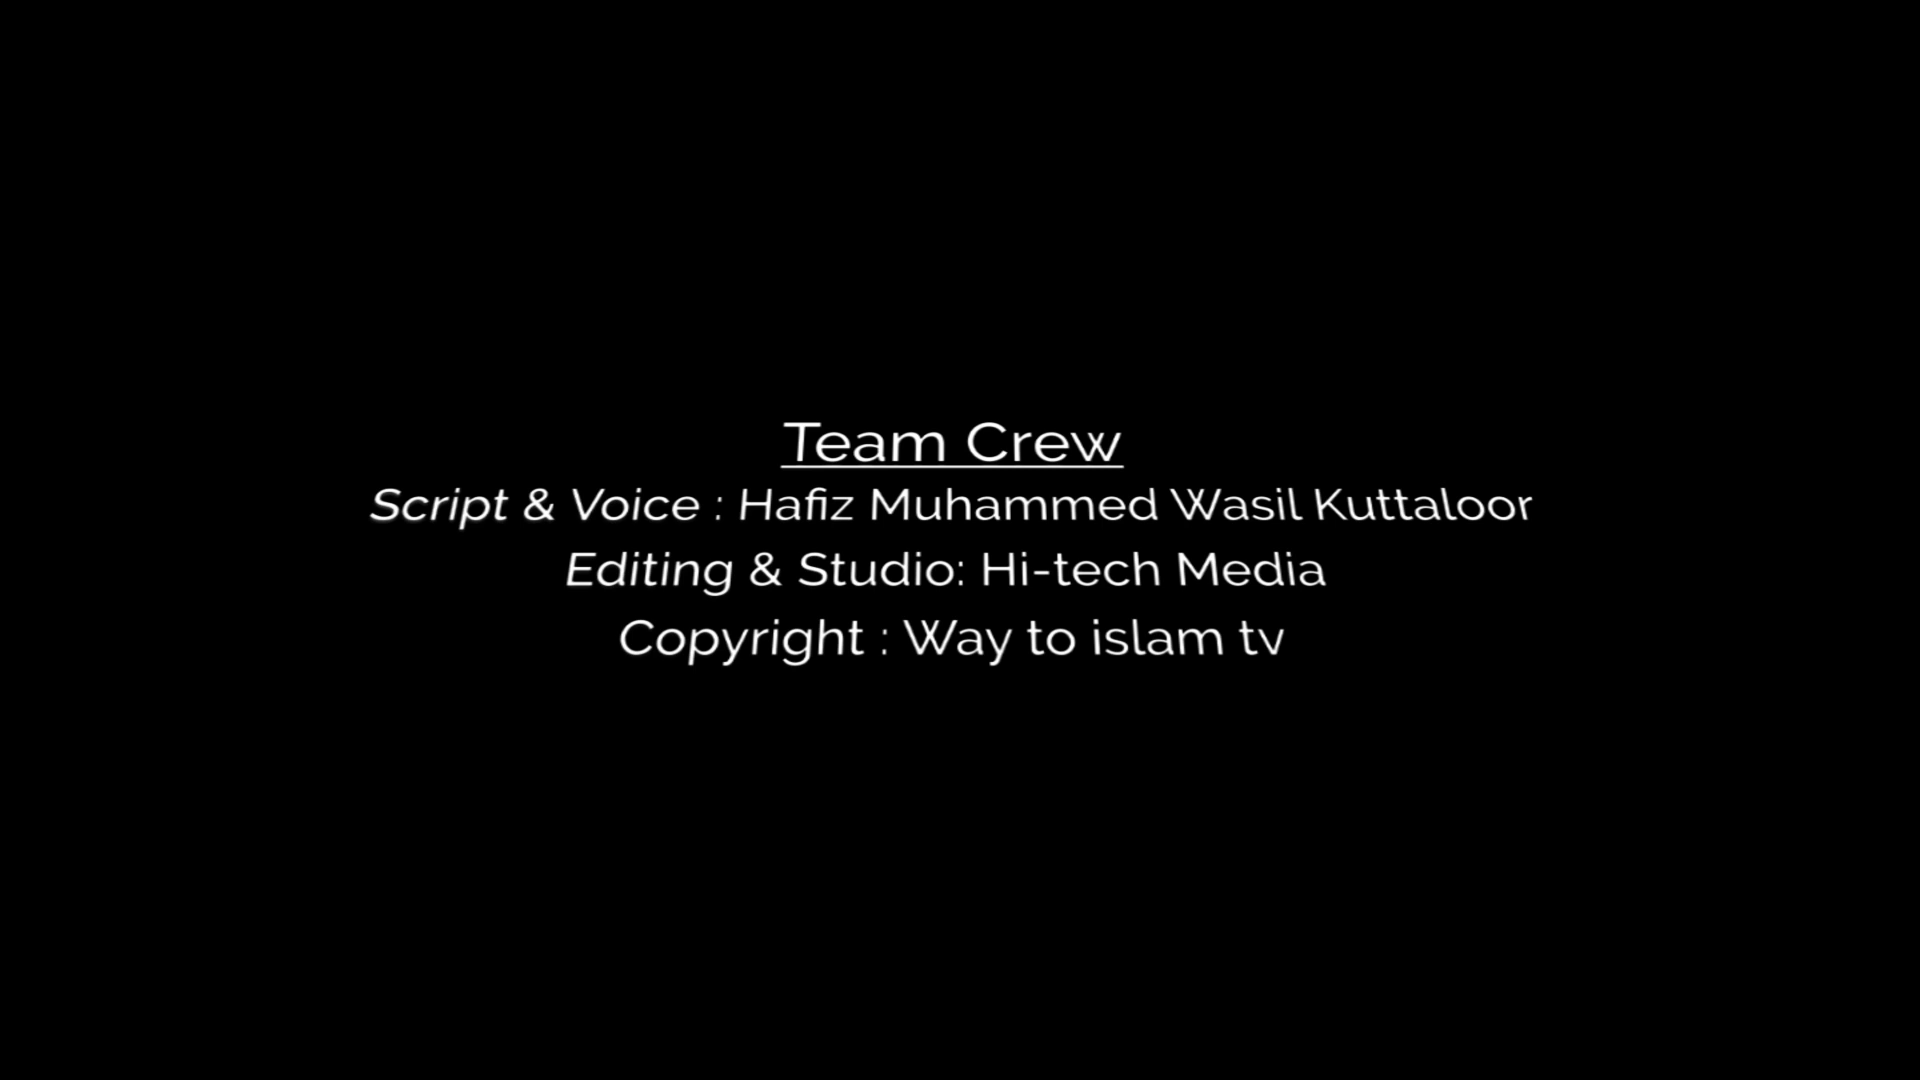 Team Crew
Script & Voice : Hafiz Muhammed Wasil Kuttaloor
Editing & Studio: Hi-tech Media
Copyright : Way to islam tv